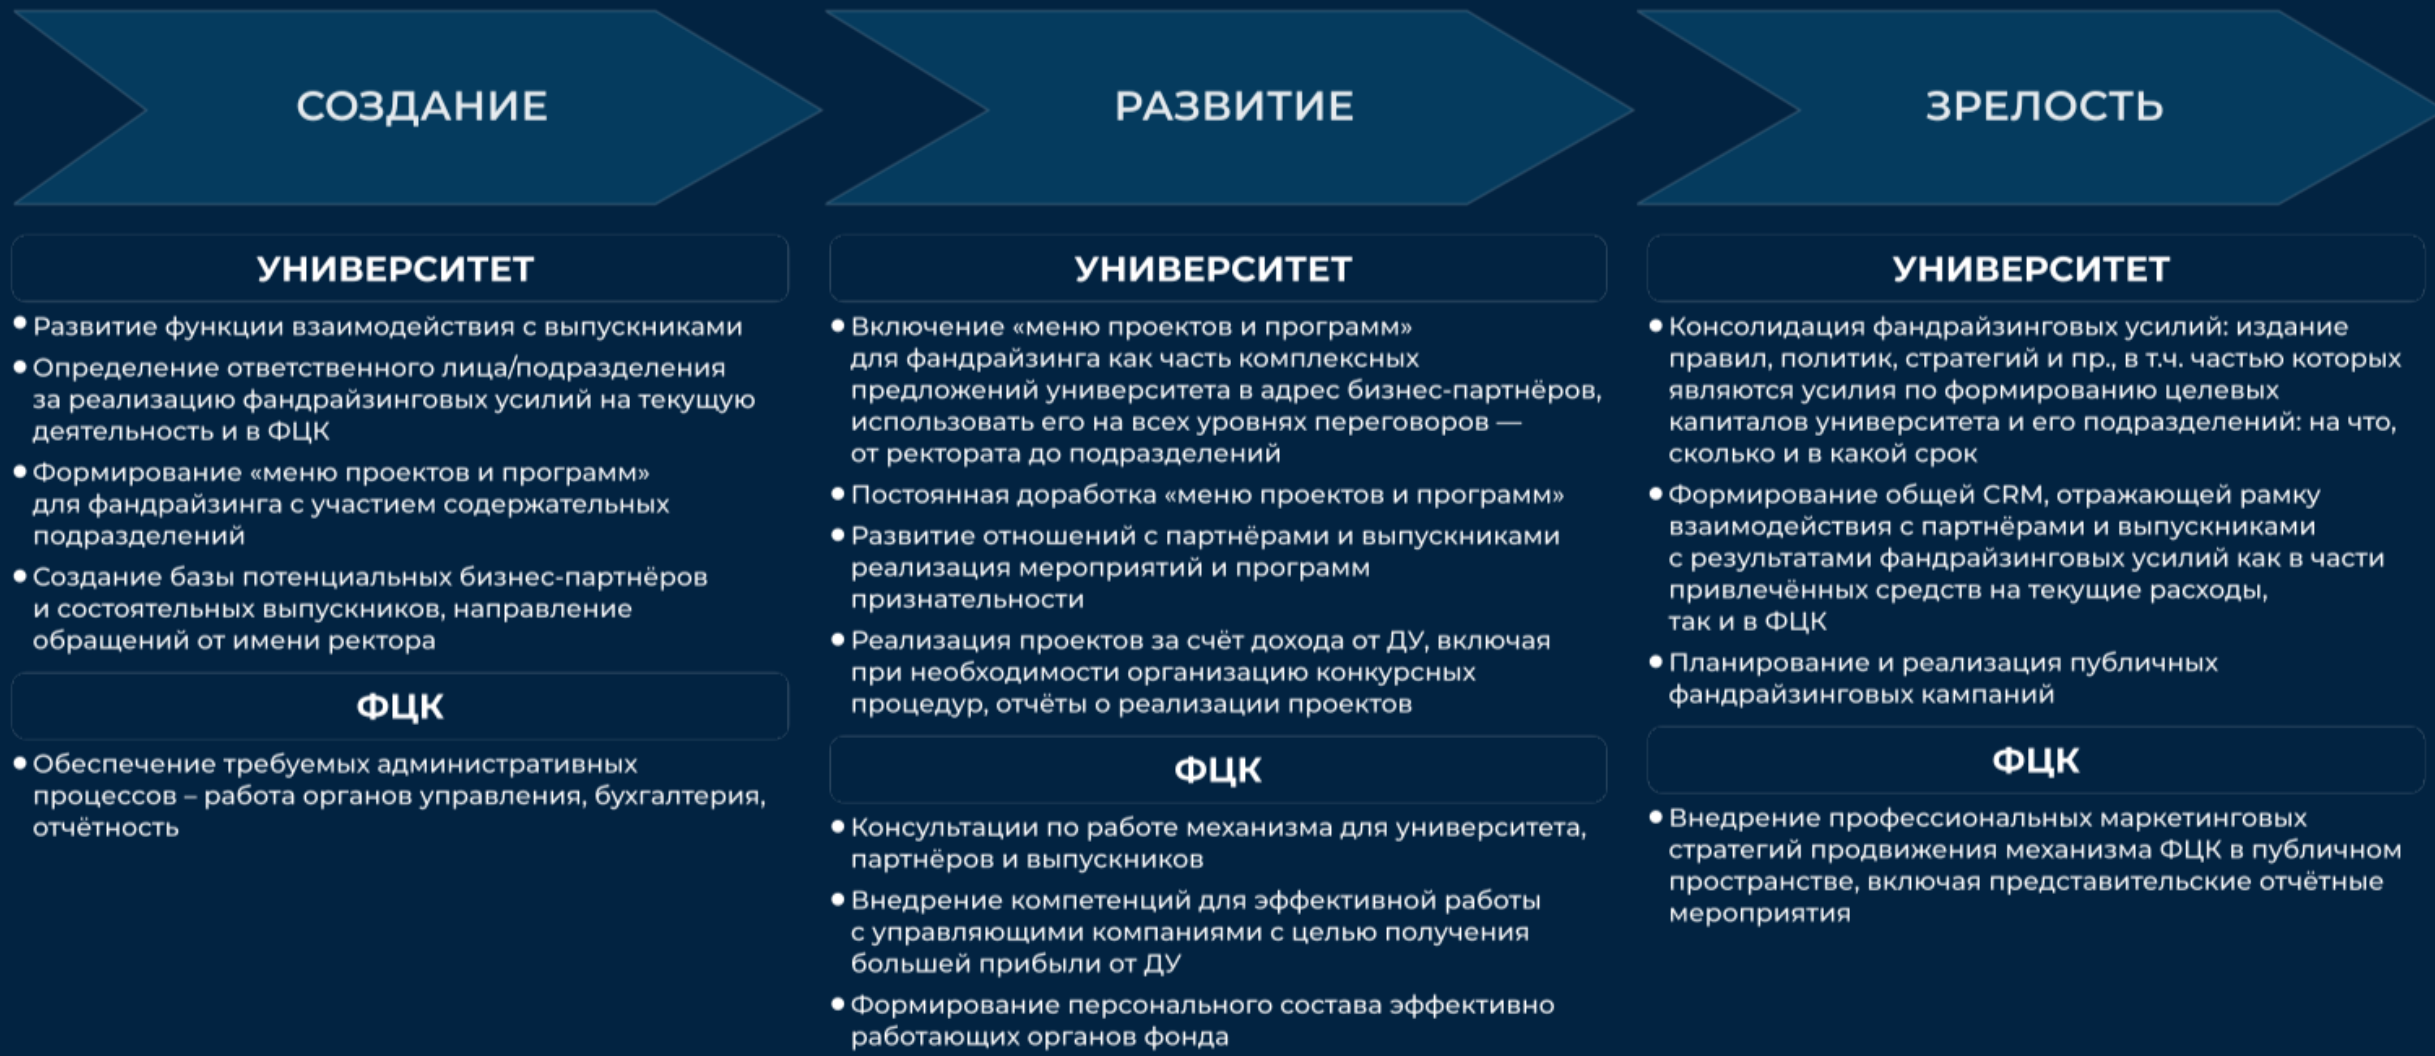 СОЗДАНИЕ
УНИВЕРСИТЕТ
• Развитие функции взаимодействия с выпускниками
• Определение ответственного лица/подразделения
за реализацию фандрайзинговых усилий на текущую
деятельность и в ФЦК
• Формирование «меню проектов и программ»
для фандрайзинга с участием содержательных
подразделений
• Создание базы потенциальных бизнес-партнёров
и состоятельных выпускников, направление
обращений от имени ректора
ФЦК
• Обеспечение требуемых административных
процессов – работа органов управления, бухгалтерия,
отчётность
РАЗВИТИЕ
УНИВЕРСИТЕТ
• Включение «меню проектов и программ»
для фандрайзинга как часть комплексных
предложений университета в адрес бизнес-партнёров,
использовать его на всех уровнях переговоров —
от ректората до подразделений
• Постоянная доработка «меню проектов и программ»
• Развитие отношений с партнёрами и выпускниками
реализация мероприятий и программ
признательности
• Реализация проектов за счёт дохода от ДУ, включая
при необходимости организацию конкурсных
процедур, отчёты о реализации проектов
ФЦК
• Консультации по работе механизма для университета,
партнёров и выпускников
• Внедрение компетенций для эффективной работы
с управляющими компаниями с целью получения
большей прибыли от ДУ
• Формирование персонального состава эффективно
работающих органов фонда
ЗРЕЛОСТЬ
УНИВЕРСИТЕТ
• Консолидация фандрайзинговых усилий: издание
правил, политик, стратегий и пр., в т.ч. частью которых
являются усилия по формированию целевых
капиталов университета и его подразделений: на что,
сколько и в какой срок
• Формирование общей CRM, отражающей рамку
взаимодействия с партнёрами и выпускниками
с результатами фандрайзинговых усилий как в части
привлечённых средств на текущие расходы,
так и в ФЦК
• Планирование и реализация публичных
фандрайзинговых кампаний
ФЦК
• Внедрение профессиональных маркетинговых
стратегий продвижения механизма ФЦК в публичном
пространстве, включая представительские отчётные
мероприятия